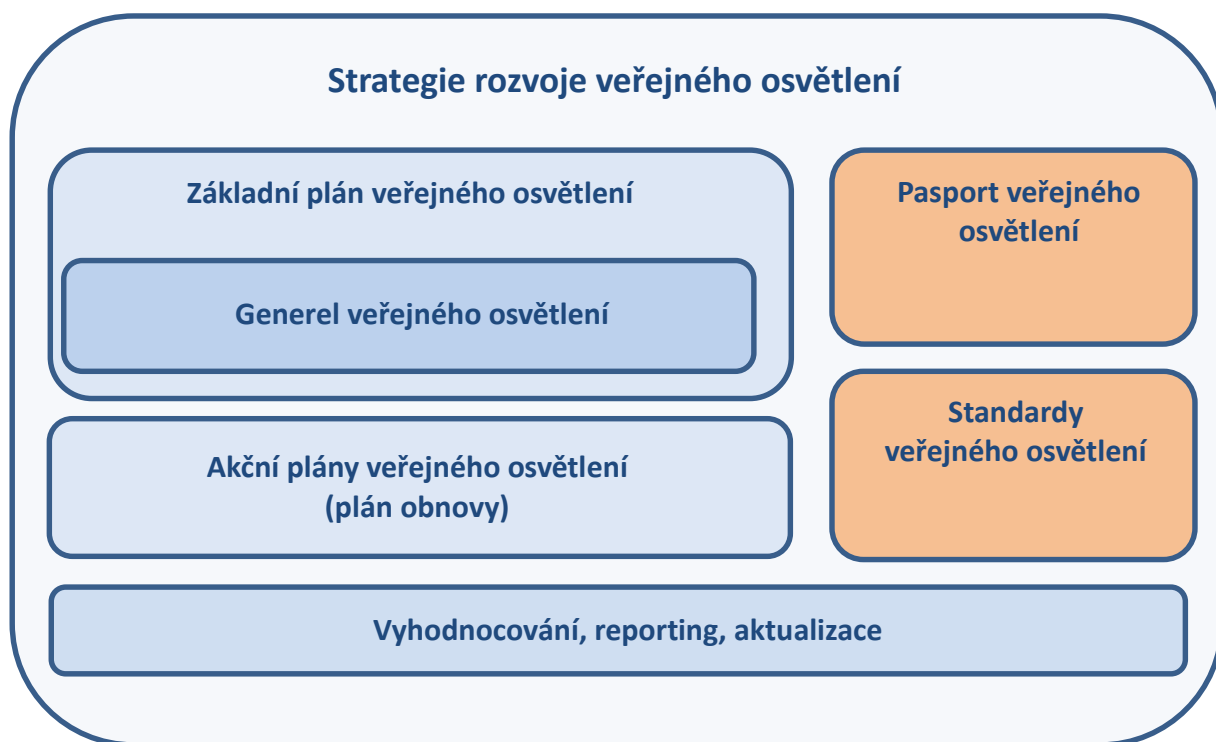 Strategie rozvoje veřejného osvětlení
Základní plán veřejného osvětlení
Generel veřejného osvětlení
Akční plány veřejného osvětlení
(plán obnovy)
Pasport veřejného
osvětlení
Standardy
veřejného osvětlení
Vyhodnocování, reporting, aktualizace